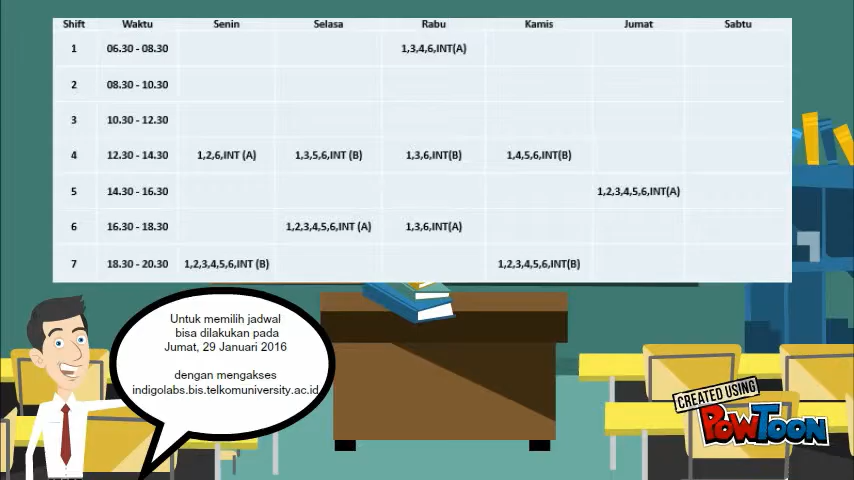 Shift Waktu Senin Selasa Rabu Kamis Jumat Sabtu
1 06.30 - 08.30 1,3,4,6,INT(A)
2 08.30 - 10.30
3 10.30 - 12.30
4 12.30 - 14.30 1,2,6,INT (A) 1,3,5,6,INT (B) 1,3,6,INT(B) 1,4,5,6,INT(B)
5 14.30 - 16.30 1,2,3,4,5,6,INT(A)
6 16.30 - 18.30 1,2,3,4,5,6,INT (A) 1,3,6,INT(A)
7 18.30 - 20.30 1,2,3,4,5,6,INT (B) 1,2,3,4,5,6,INT(B)
Untuk memilih jadwal
bisa dilakukan pada
Jumat, 29 Januari 2016
dengan mengakses
indigolabs.bis.telkomuniversity.ac.id
CREATED USING
POWTOON